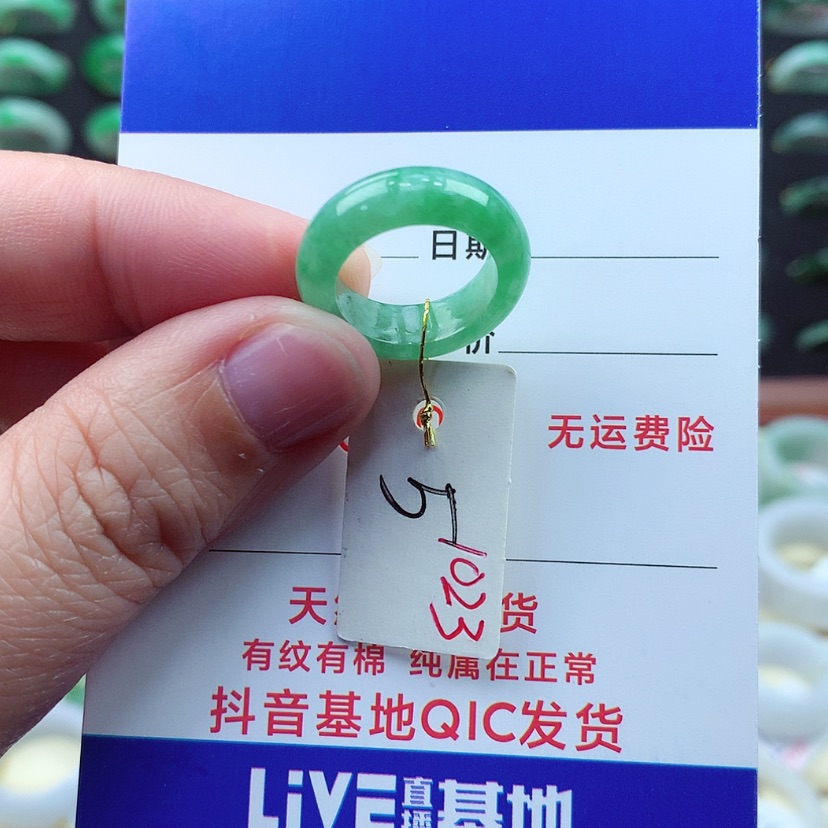 日期
价
无运费险
5
1023
天 货
有纹有棉 纯属在正常
抖音基地QIC发货
LiVE直播基地